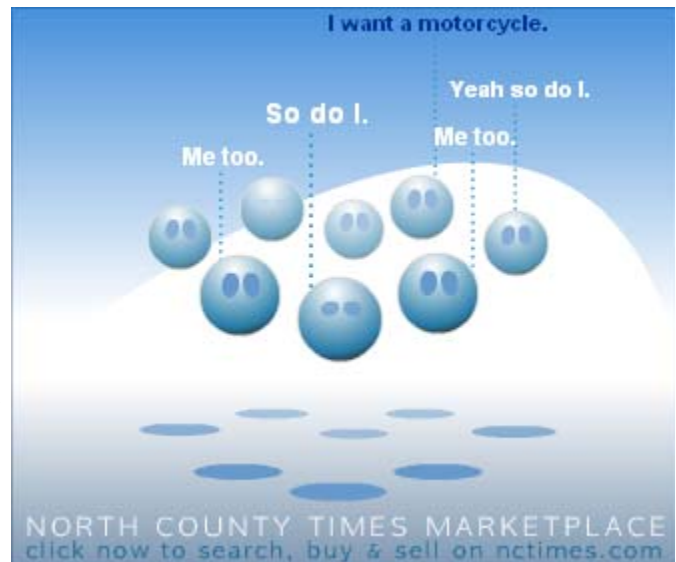 I want a motorcycle.
Yeah so do I.
So do I.
Me too.
Me too.
NORTH COUNTY TIMES MARKETPLACE
click now to search, buy & sell on nctimes.com